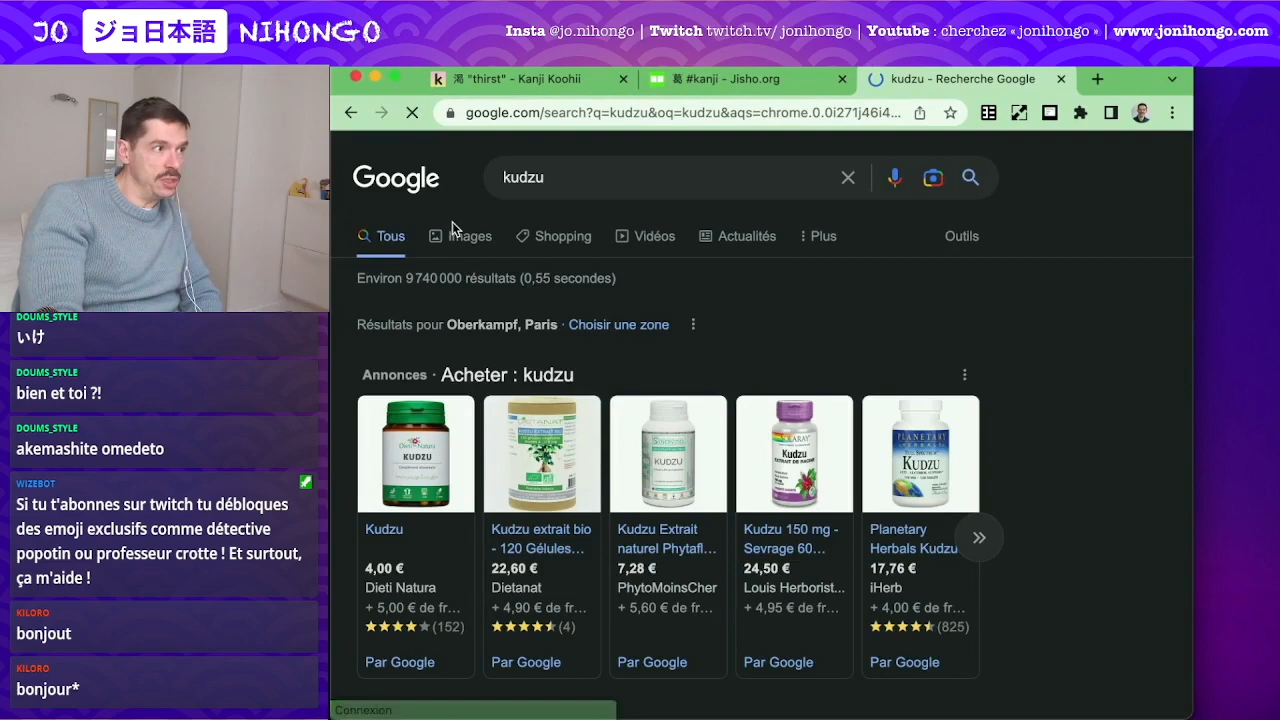 JO ジョ日本語 NIHONGO
Insta @jo.nihongo | Twitch twitch.tv/ jonihongo | Youtube : cherchez « jonihongo » | www.jonihongo.com
渇 "thirst" - Kanji Koohii
葛 #kanji - Jisho.org
kudzu - Recherche Google
google.com/search?q=kudzu&oq=kudzu&aqs=chrome.0.0i271j46i4...
Google
kudzu
Tous
Images
Shopping
Vidéos
Actualités
Plus
Outils
Environ 9 740 000 résultats (0,55 secondes)
Résultats pour Oberkampf, Paris · Choisir une zone
Annonces · Acheter : kudzu
KUDZU
KUDZU
Kudzu
PLANETARY
KUDZU
Kudzu
4,00 €
Dieti Natura
+ 5,00 € de fr...
(152)
Par Google
Kudzu extrait bio
- 120 Gélules...
22,60 €
Dietanat
+ 4,90 € de fr...
(4)
Par Google
Kudzu Extrait
naturel Phytafl...
7,28 €
PhytoMoinsCher
+ 5,60 € de fr...
Par Google
Kudzu 150 mg -
Sevrage 60...
24,50 €
Louis Herborist...
+ 4,95 € de fr...
Par Google
Planetary
Herbals Kudzu
17,76 €
iHerb
+ 4,00 € de fr...
(825)
Par Google
Connexion
DOUMS_STYLE
いけ
DOUMS_STYLE
bien et toi ?!
DOUMS_STYLE
akemashite omedeto
WIZEBOT
Si tu t'abonnes sur twitch tu débloques
des emoji exclusifs comme détective
popotin ou professeur crotte ! Et surtout,
ça m'aide !
KILORO
bonjout
KILORO
bonjour*